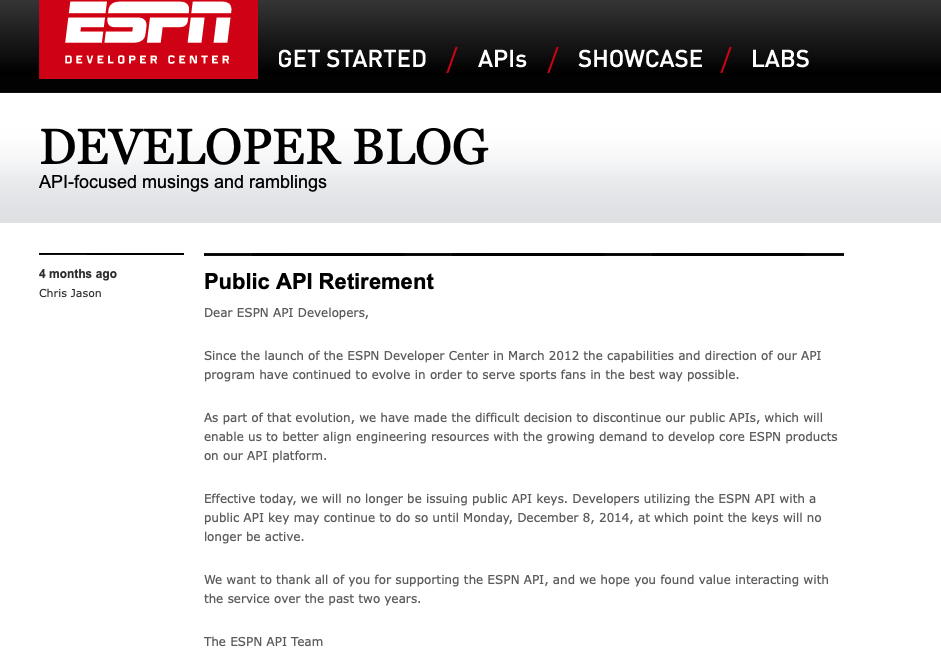 ESPN
DEVELOPER CENTER
GET STARTED / APIs / SHOWCASE / LABS
DEVELOPER BLOG
API-focused musings and ramblings
4 months ago
Chris Jason
Public API Retirement
Dear ESPN API Developers,
Since the launch of the ESPN Developer Center in March 2012 the capabilities and direction of our API
program have continued to evolve in order to serve sports fans in the best way possible.
As part of that evolution, we have made the difficult decision to discontinue our public APIs, which will
enable us to better align engineering resources with the growing demand to develop core ESPN products
on our API platform.
Effective today, we will no longer be issuing public API keys. Developers utilizing the ESPN API with a
public API key may continue to do so until Monday, December 8, 2014, at which point the keys will no
longer be active.
We want to thank all of you for supporting the ESPN API, and we hope you found value interacting with
the service over the past two years.
The ESPN API Team